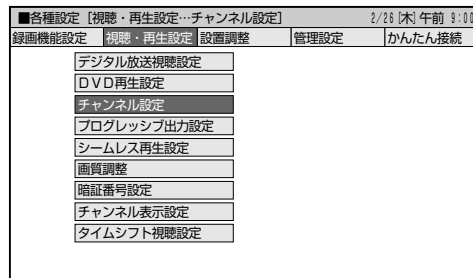 ■各種設定［視聴・再生設定…チャンネル設定］ 2/26［木］午前 9:00
録画機能設定 視聴・再生設定 設置調整 管理設定 かんたん接続
デジタル放送視聴設定
ＤＶＤ再生設定
チャンネル設定
プログレッシブ出力設定
シームレス再生設定
画質調整
暗証番号設定
チャンネル表示設定
タイムシフト視聴設定